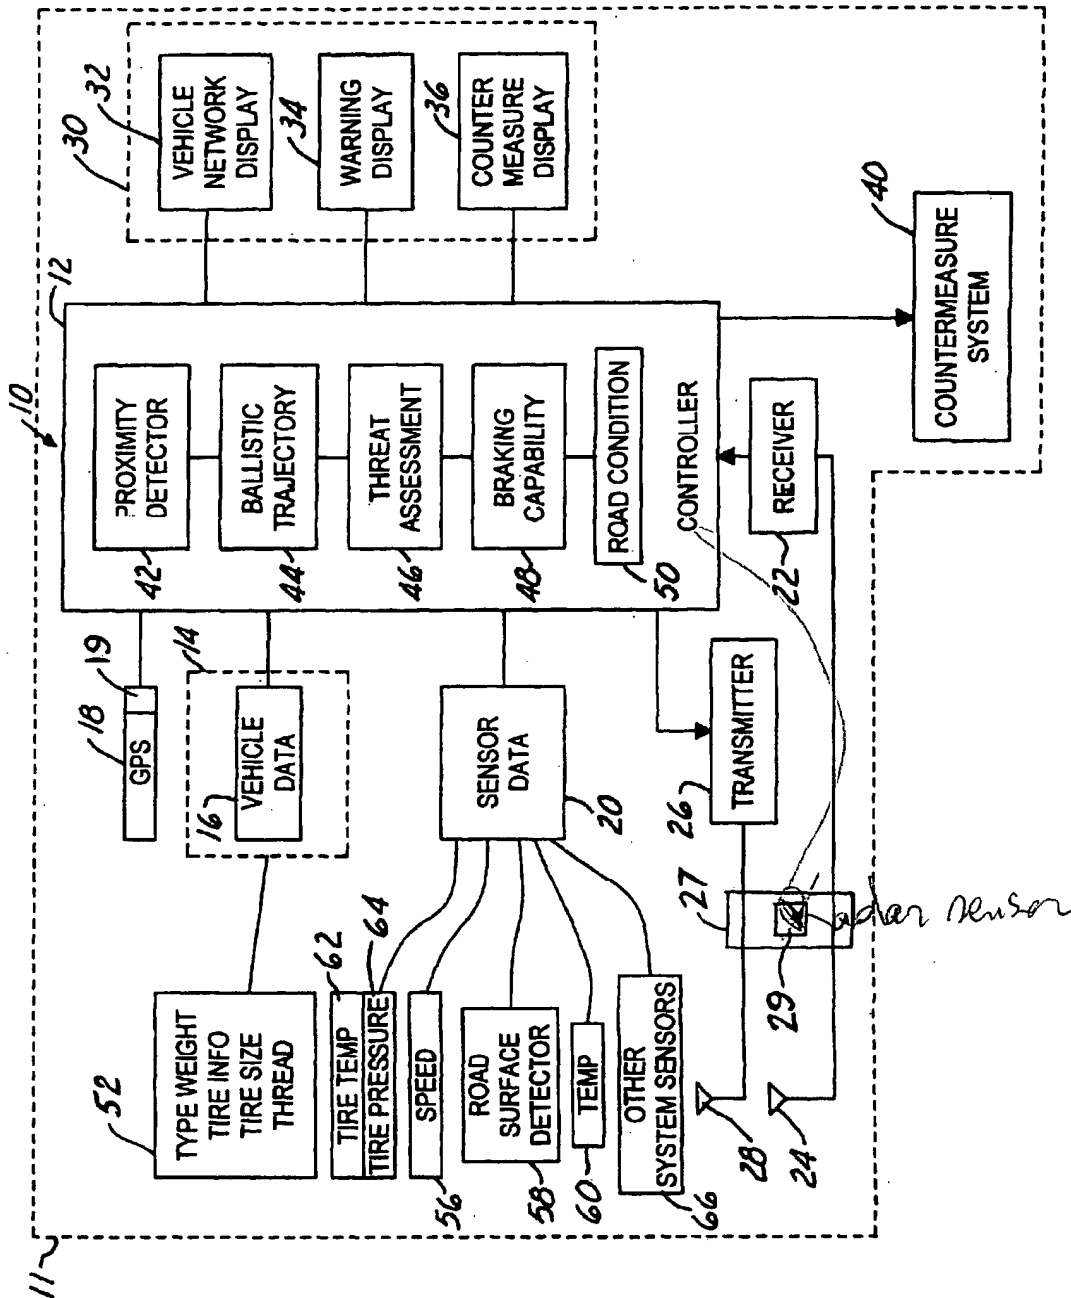 11
10
52
TYPE WEIGHT
TIRE INFO
TIRE SIZE
THREAD
62
TIRE TEMP
TIRE PRESSURE
64
SPEED
56
ROAD
SURFACE
DETECTOR
58
TEMP
60
OTHER
SYSTEM SENSORS
66
28
24
18
19
GPS
14
16
VEHICLE
DATA
SENSOR
DATA
20
26
TRANSMITTER
27
29
radar sensor
12
PROXIMITY
DETECTOR
42
BALLISTIC
TRAJECTORY
44
THREAT
ASSESSMENT
46
BRAKING
CAPABILITY
48
ROAD CONDITION
50
CONTROLLER
RECEIVER
22
30
32
VEHICLE
NETWORK
DISPLAY
34
WARNING
DISPLAY
36
COUNTER
MEASURE
DISPLAY
40
COUNTERMEASURE
SYSTEM